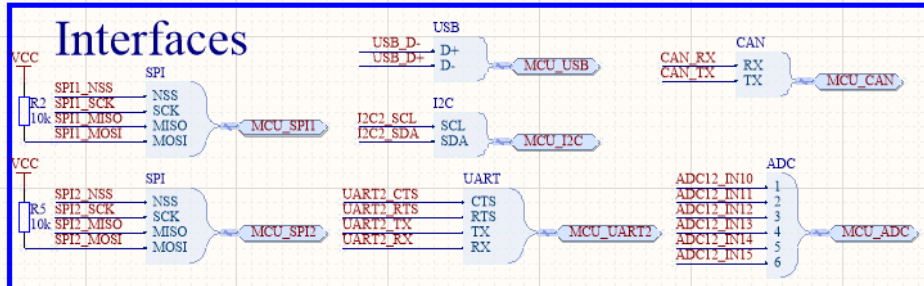 Interfaces
VCC
R2
10k
SPI
SPI1_NSS
SPI1_SCK
SPI1_MISO
SPI1_MOSI
NSS
SCK
MISO
MOSI
MCU_SPI1
USB
USB_D-
USB_D+
D+
D-
MCU_USB
CAN
CAN_RX
CAN_TX
RX
TX
MCU_CAN
I2C
I2C2_SCL
I2C2_SDA
SCL
SDA
MCU_I2C
VCC
R5
10k
SPI
SPI2_NSS
SPI2_SCK
SPI2_MISO
SPI2_MOSI
NSS
SCK
MISO
MOSI
MCU_SPI2
UART
UART2_CTS
UART2_RTS
UART2_TX
UART2_RX
CTS
RTS
TX
RX
MCU_UART2
ADC
ADC12_IN10
ADC12_IN11
ADC12_IN12
ADC12_IN13
ADC12_IN14
ADC12_IN15
1
2
3
4
5
6
MCU_ADC